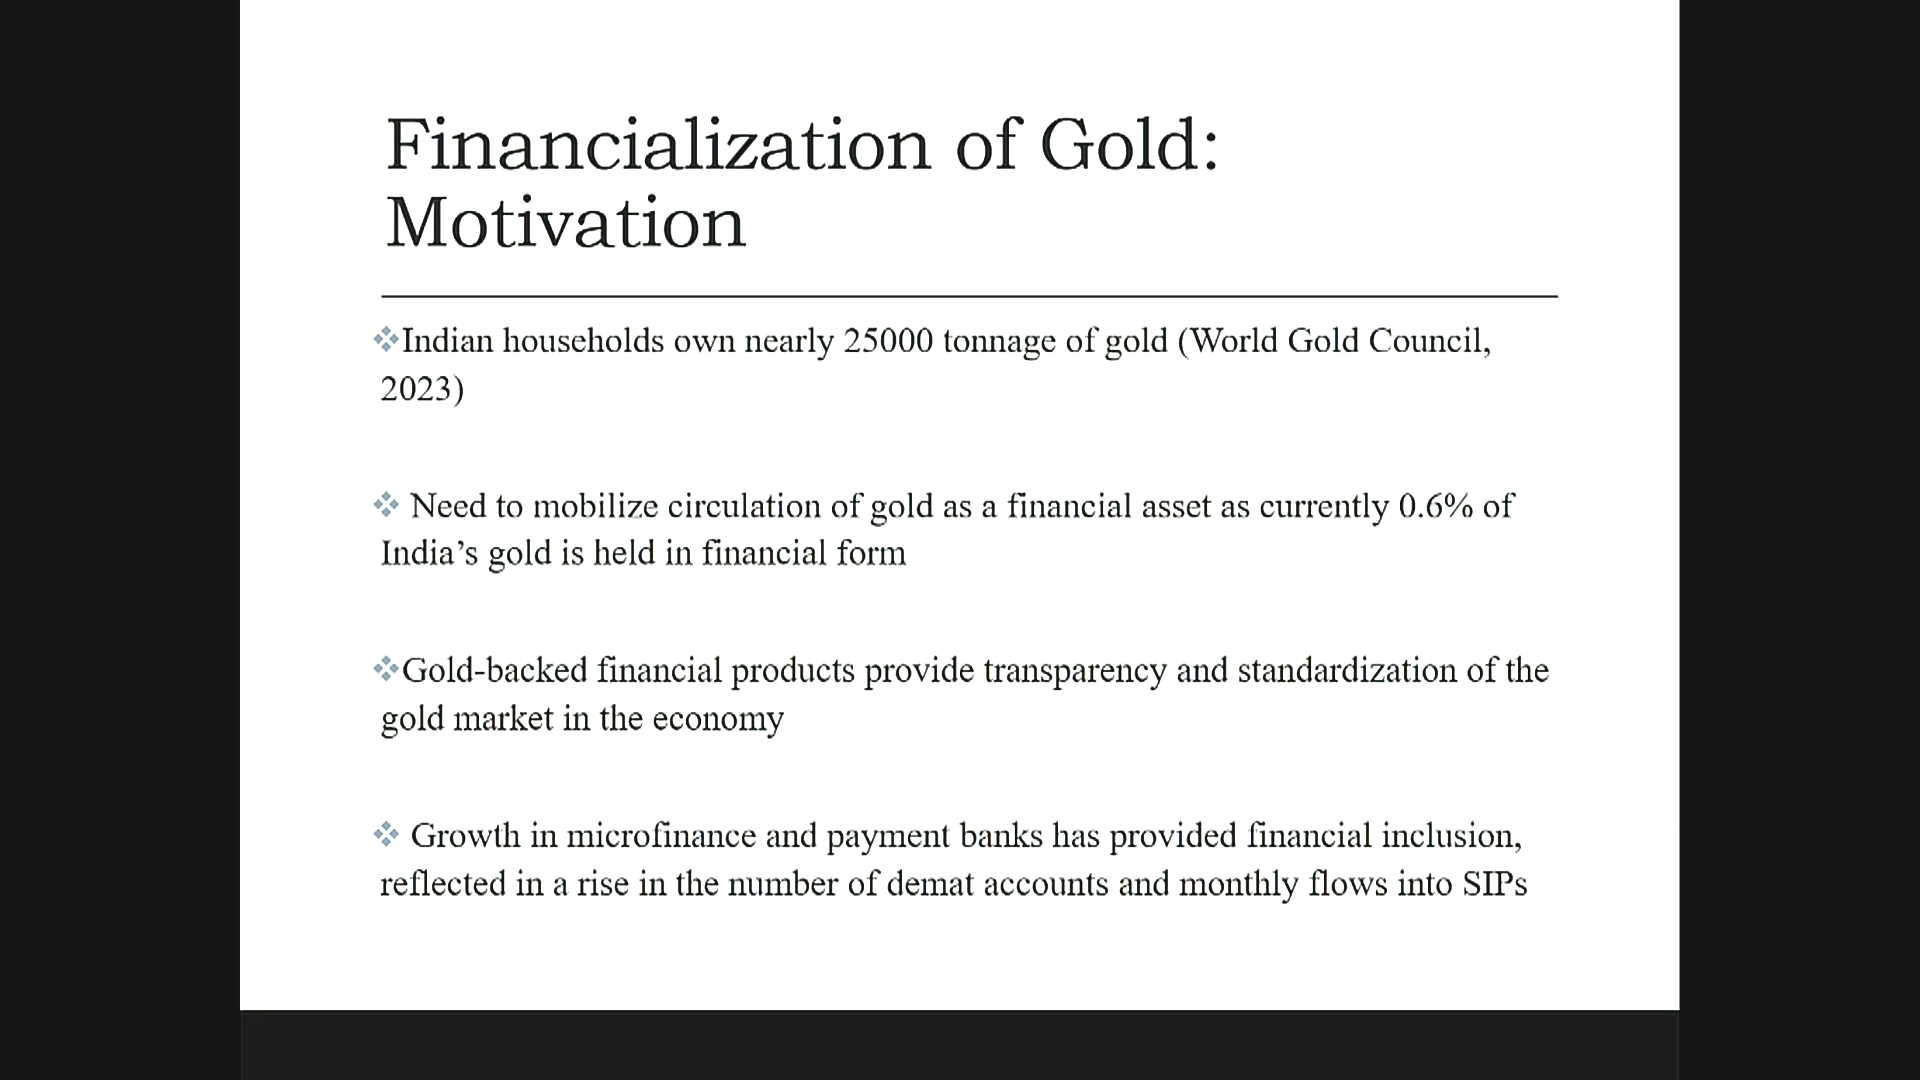 Financialization of Gold:
Motivation
❖Indian households own nearly 25000 tonnage of gold (World Gold Council,
2023)
❖ Need to mobilize circulation of gold as a financial asset as currently 0.6% of
India’s gold is held in financial form
❖Gold-backed financial products provide transparency and standardization of the
gold market in the economy
❖ Growth in microfinance and payment banks has provided financial inclusion,
reflected in a rise in the number of demat accounts and monthly flows into SIPs